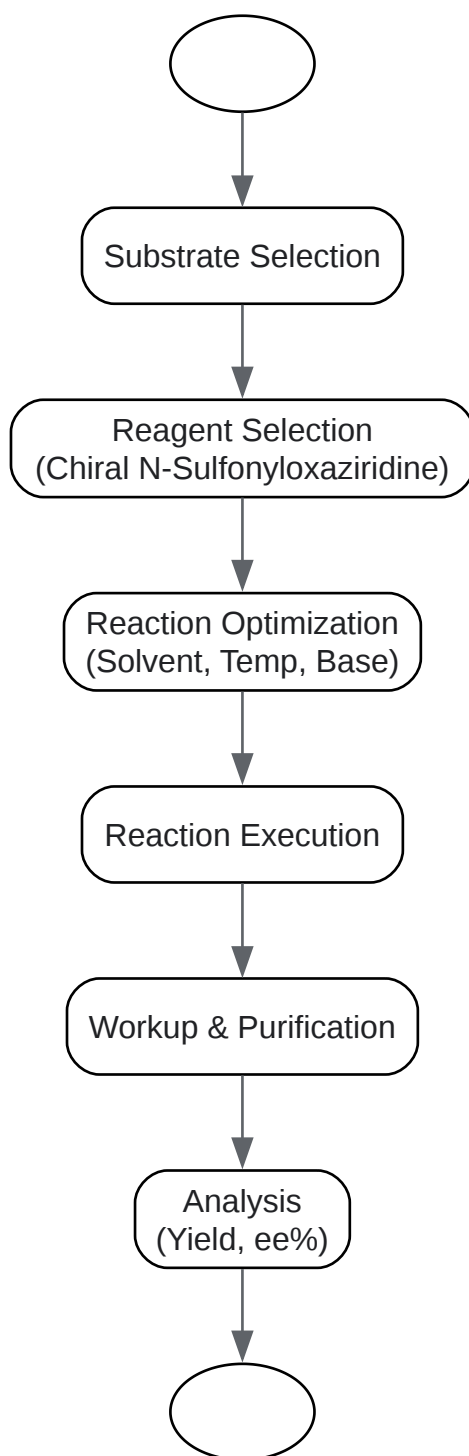 Substrate Selection
Reagent Selection
(Chiral N-Sulfonyloxaziridine)
Reaction Optimization
(Solvent, Temp, Base)
Reaction Execution
Workup & Purification
Analysis
(Yield, ee%)